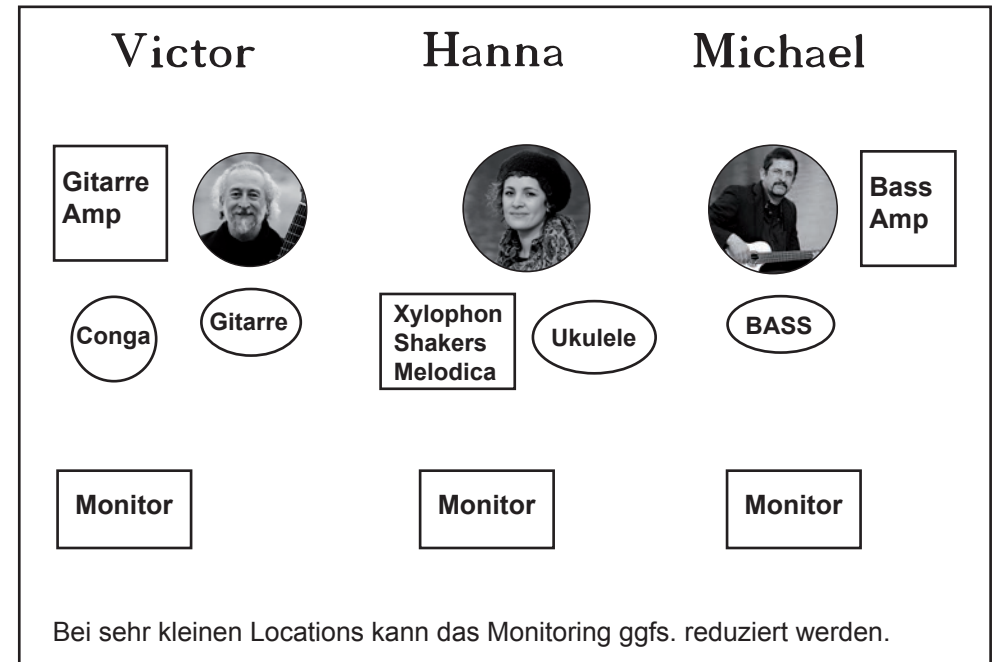 Victor
Hanna
Michael
Gitarre
Amp
Bass
Amp
Conga
Gitarre
Xylophon
Shakers
Melodica
Ukulele
BASS
Monitor
Monitor
Monitor
Bei sehr kleinen Locations kann das Monitoring ggfs. reduziert werden.